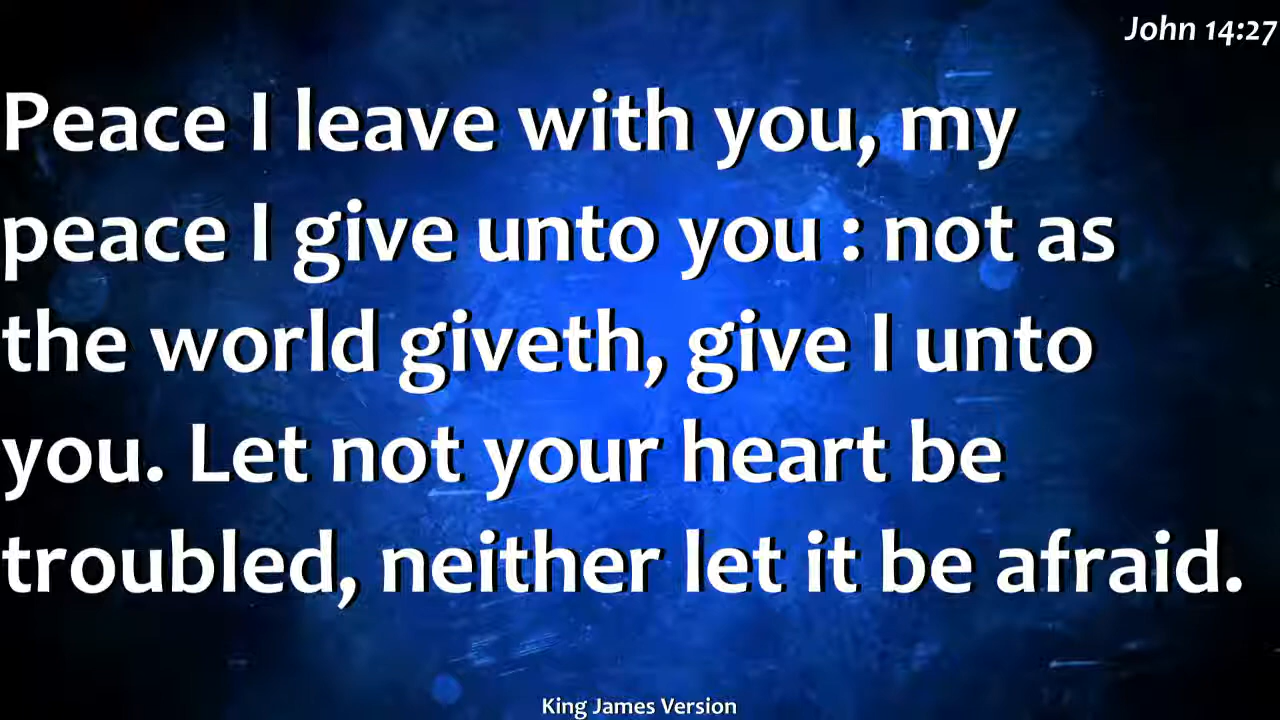 John 14:27
Peace I leave with you, my
peace I give unto you : not as
the world giveth, give I unto
you. Let not your heart be
troubled, neither let it be afraid.
King James Version